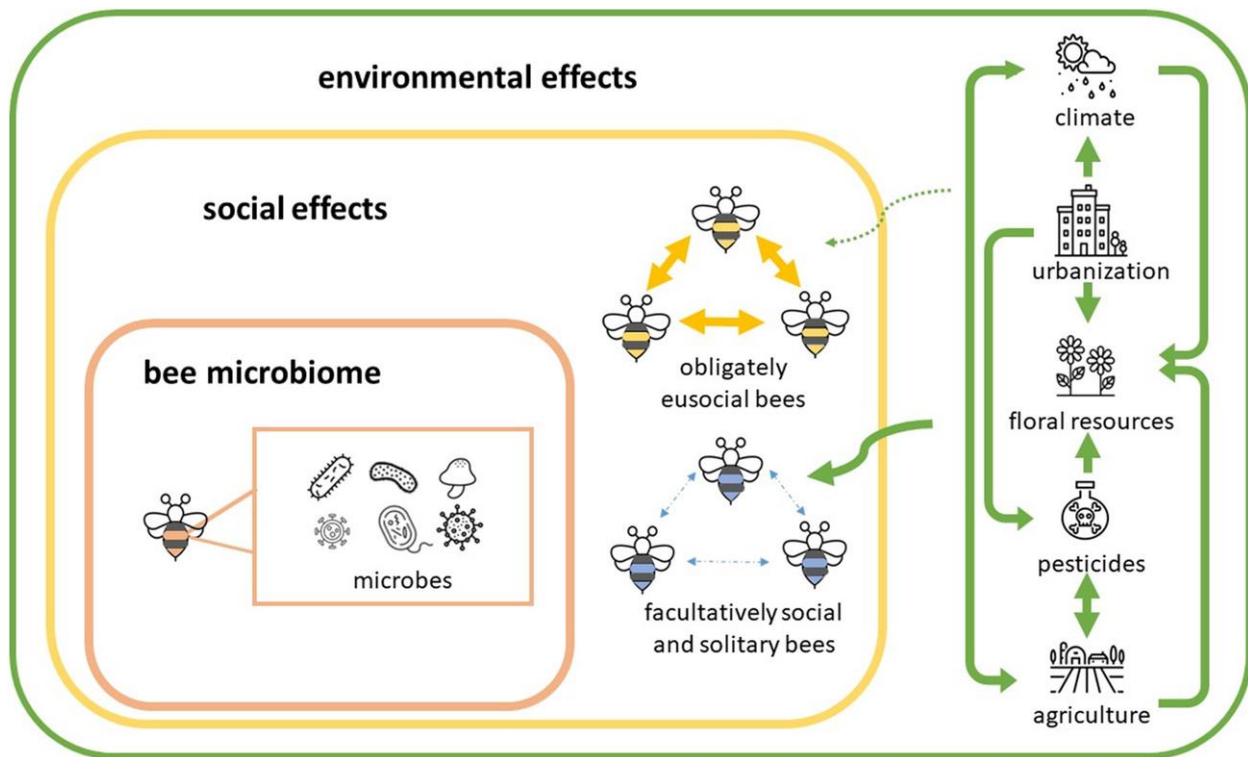 environmental effects
social effects
bee microbiome
microbes
obligately
eusocial bees
facultatively social
and solitary bees
climate
urbanization
floral resources
pesticides
agriculture